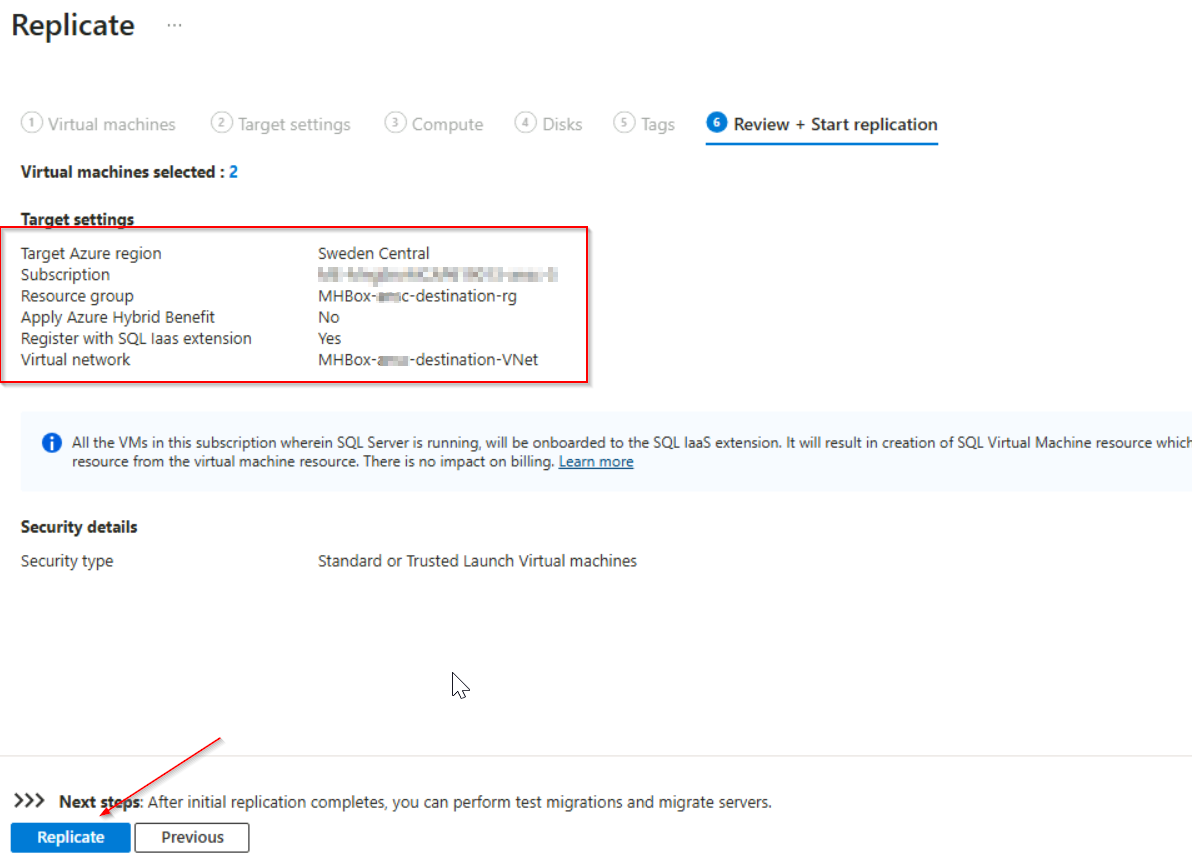 Replicate ...
1 Virtual machines 2 Target settings 3 Compute 4 Disks 5 Tags 6 Review + Start replication
Virtual machines selected : 2
Target settings
Target Azure region Sweden Central
Subscription
Resource group MHBox- -destination-rg
Apply Azure Hybrid Benefit No
Register with SQL Iaas extension Yes
Virtual network MHBox- -destination-VNet
All the VMs in this subscription wherein SQL Server is running, will be onboarded to the SQL IaaS extension. It will result in creation of SQL Virtual Machine resource which
resource from the virtual machine resource. There is no impact on billing. Learn more
Security details
Security type Standard or Trusted Launch Virtual machines
>>> Next steps: After initial replication completes, you can perform test migrations and migrate servers.
Replicate Previous